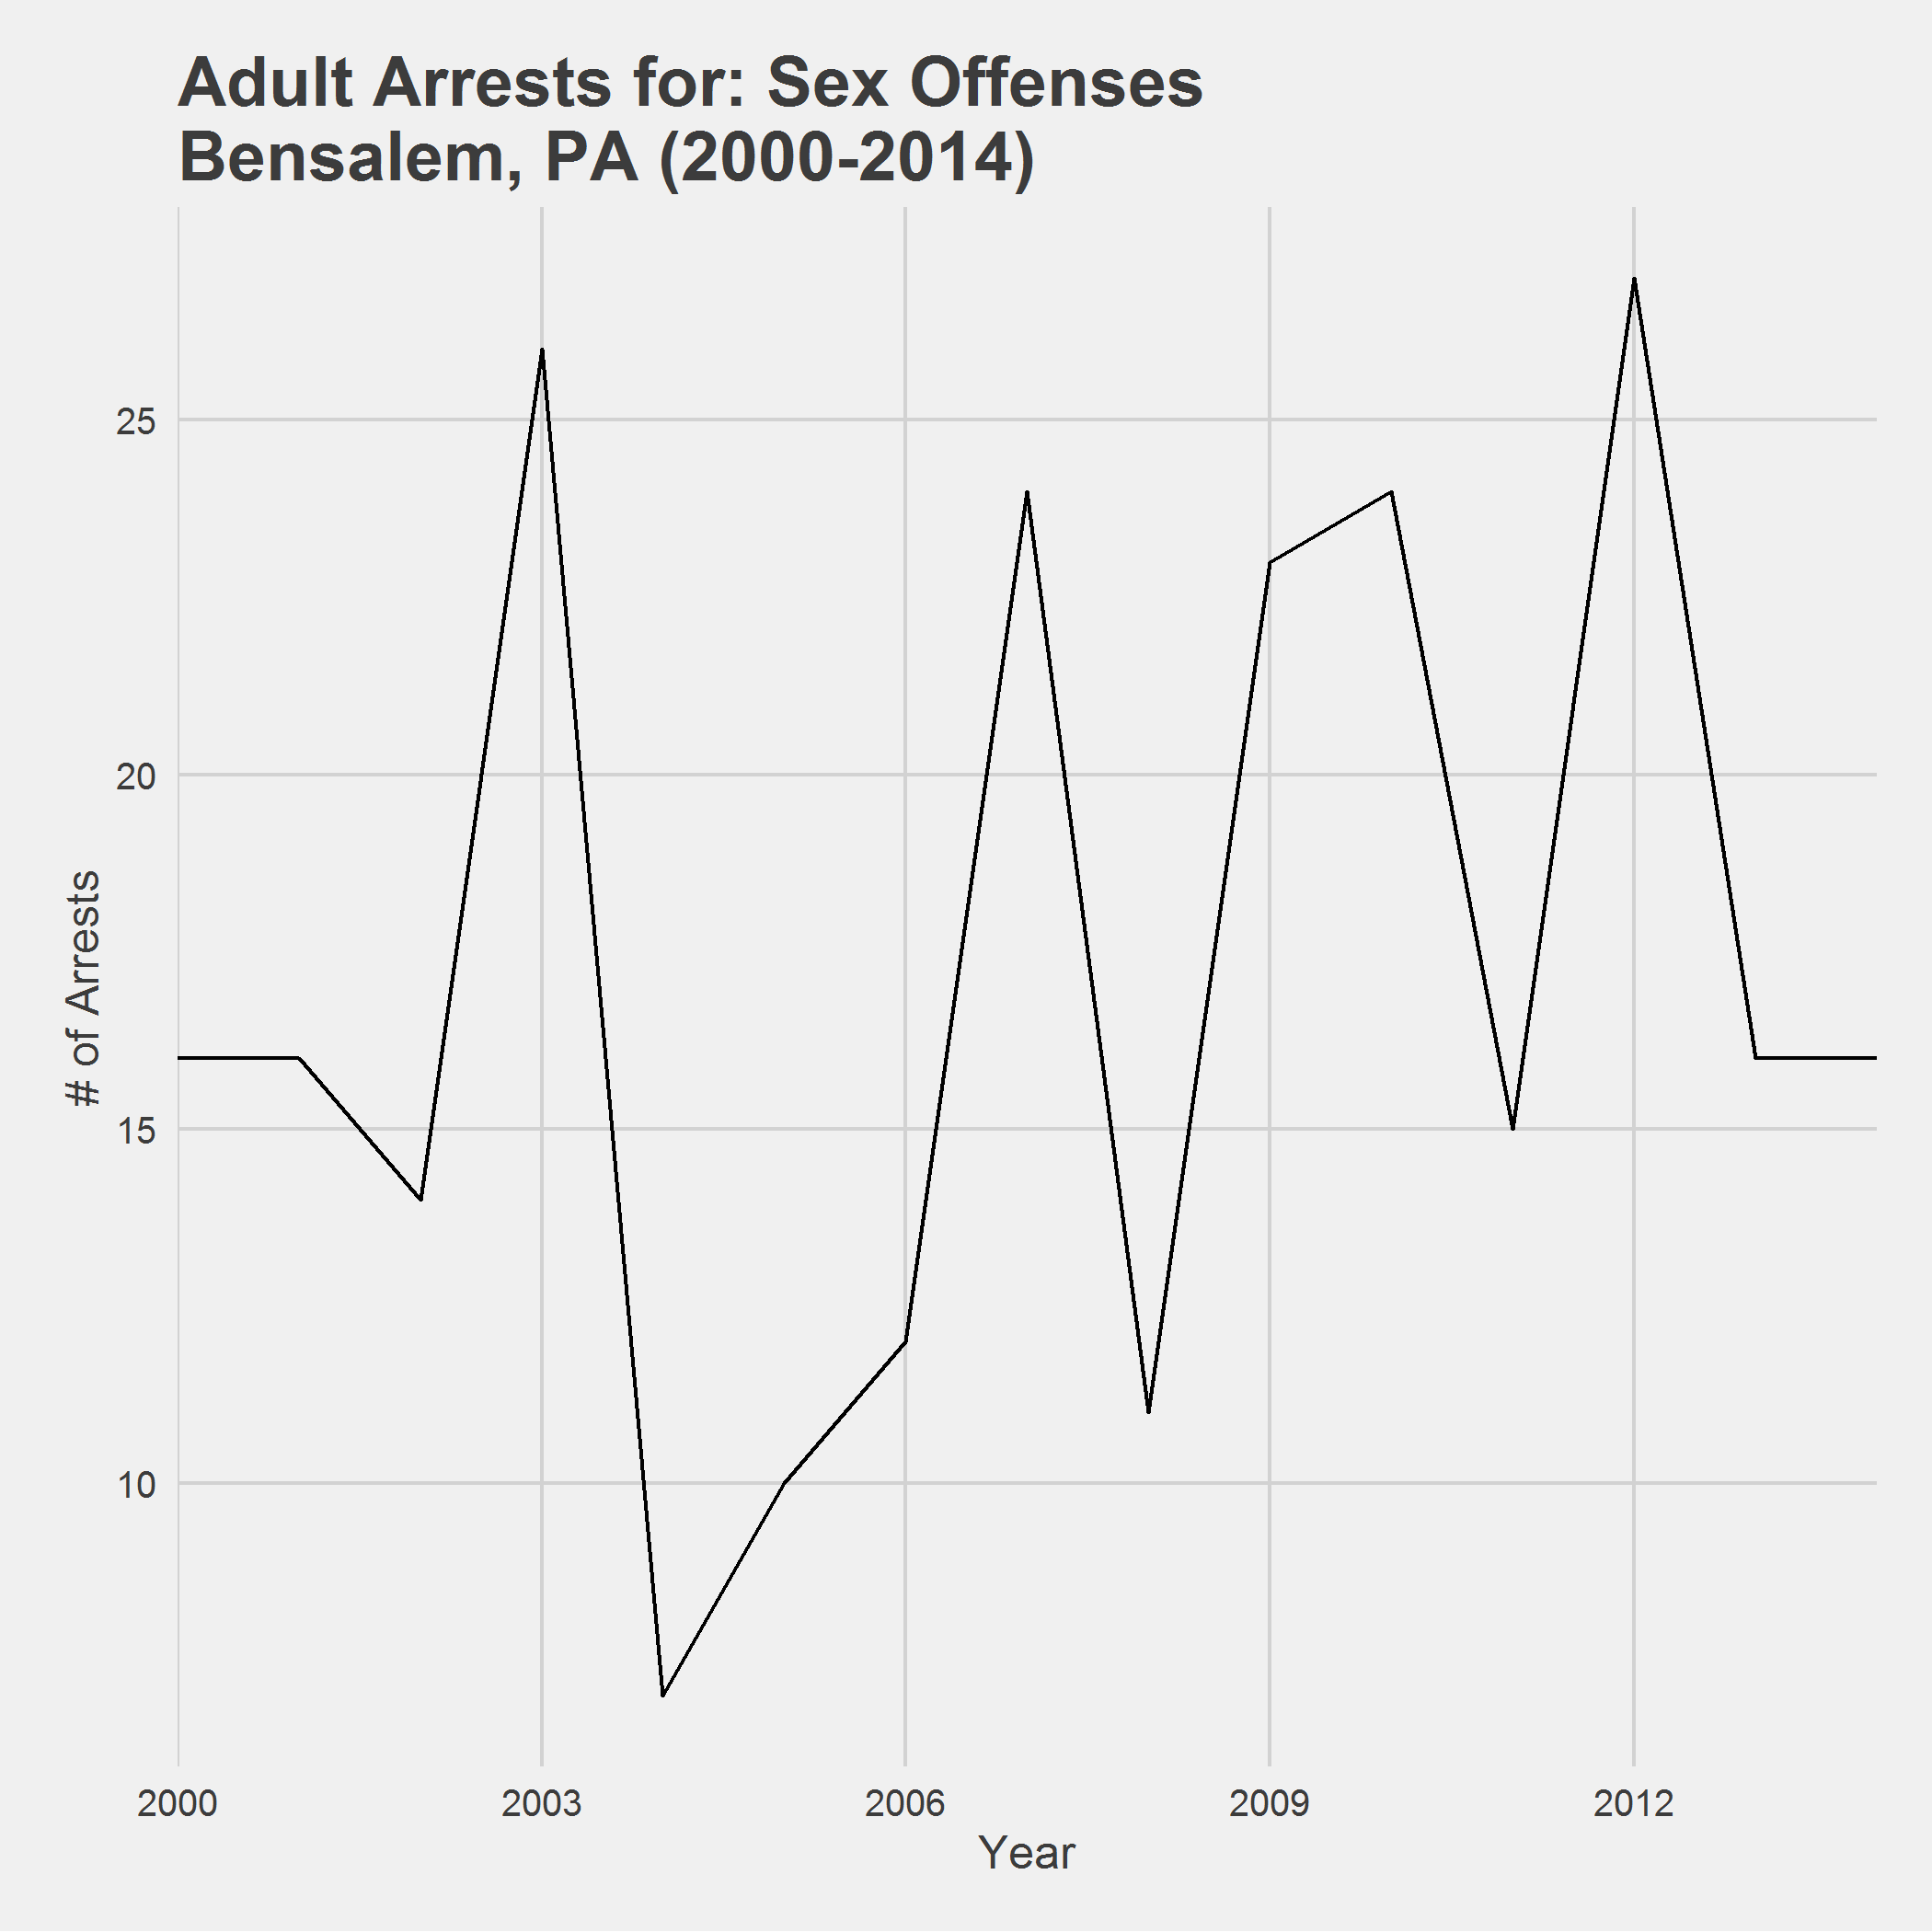 Adult Arrests for: Sex Offenses
Bensalem, PA (2000-2014)
# of Arrests
25
20
15
10
2000 2003 2006 2009 2012
Year